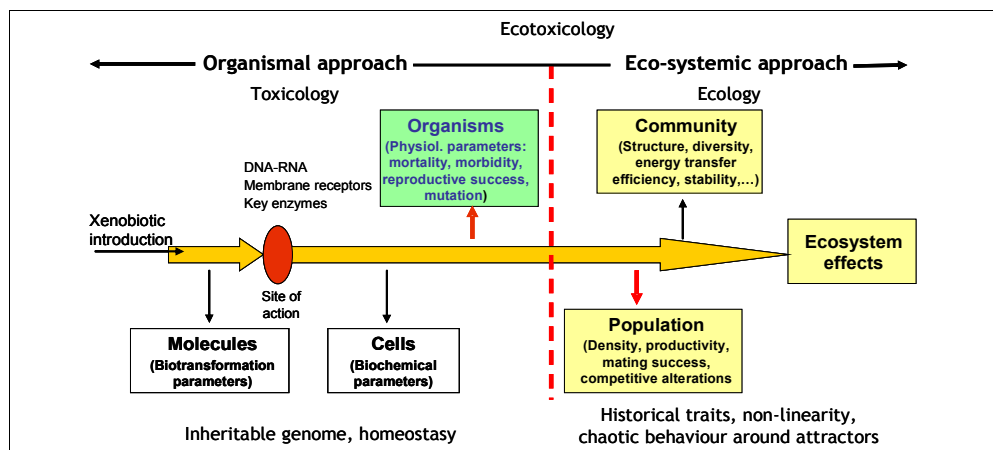 Ecotoxicology
Organismal approach
Eco-systemic approach
Toxicology
Ecology
Organisms
(Physiol. parameters:
mortality, morbidity,
reproductive success,
mutation)
Community
(Structure, diversity,
energy transfer
efficiency, stability,...)
DNA-RNA
Membrane receptors
Key enzymes
Xenobiotic
introduction
Ecosystem
effects
Site of
action
Molecules
(Biotransformation
parameters)
Cells
(Biochemical
parameters)
Population
(Density, productivity,
mating success,
competitive alterations)
Inheritable genome, homeostasy
Historical traits, non-linearity,
chaotic behaviour around attractors